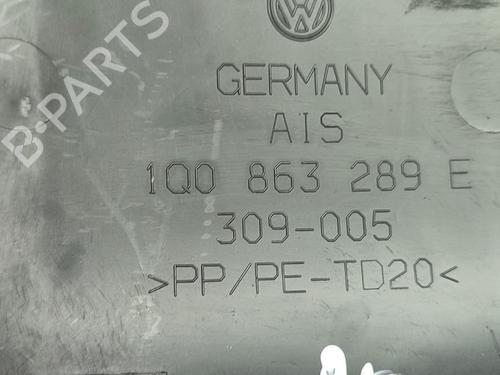 GERMANY
AIS
1Q0 863 289 E
309-005
>PP/PE-TD20<
B-PARTS